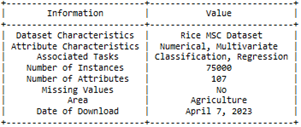 Information Value
Dataset Characteristics Rice MSC Dataset
Attribute Characteristics Numerical, Multivariate
Associated Tasks Classification, Regression
Number of Instances 75000
Number of Attributes 107
Missing Values No
Area Agriculture
Date of Download April 7, 2023